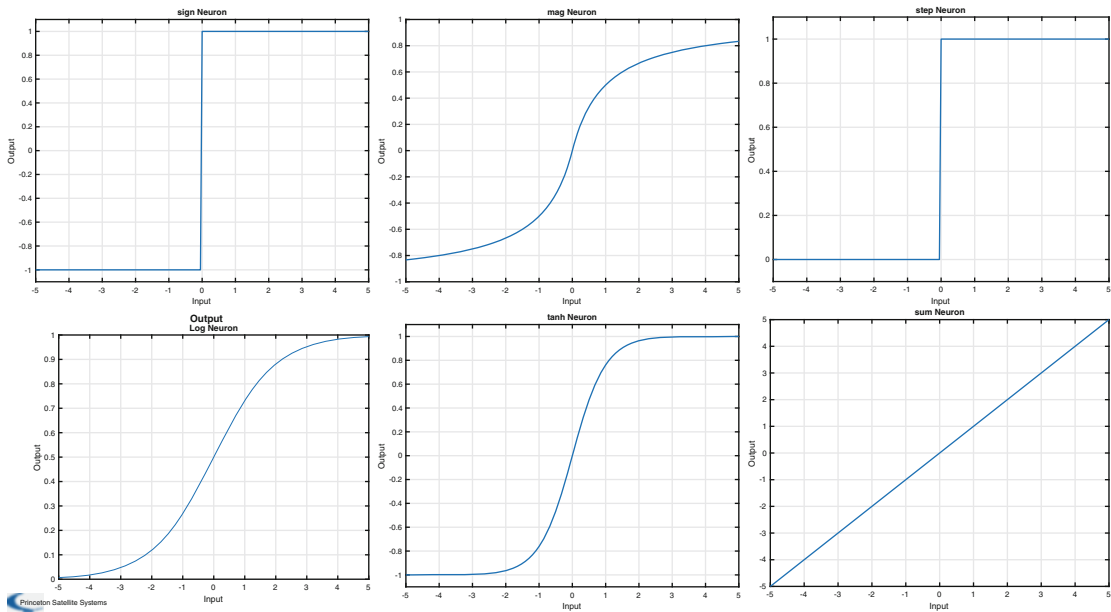 sign Neuron
1
0.8
0.6
0.4
0.2
0
-0.2
-0.4
-0.6
-0.8
-1
Output
-5 -4 -3 -2 -1 0 1 2 3 4 5
Input
mag Neuron
1
0.8
0.6
0.4
0.2
0
-0.2
-0.4
-0.6
-0.8
-1
Output
-5 -4 -3 -2 -1 0 1 2 3 4 5
Input
step Neuron
1
0.8
0.6
0.4
0.2
0
Output
-5 -4 -3 -2 -1 0 1 2 3 4 5
Input
Output
Log Neuron
1
0.9
0.8
0.7
0.6
0.5
0.4
0.3
0.2
0.1
0
Output
-5 -4 -3 -2 -1 0 1 2 3 4 5
Input
tanh Neuron
1
0.8
0.6
0.4
0.2
0
-0.2
-0.4
-0.6
-0.8
-1
Output
-5 -4 -3 -2 -1 0 1 2 3 4 5
Input
sum Neuron
5
4
3
2
1
0
-1
-2
-3
-4
-5
Output
-5 -4 -3 -2 -1 0 1 2 3 4 5
Input
Princeton Satellite Systems